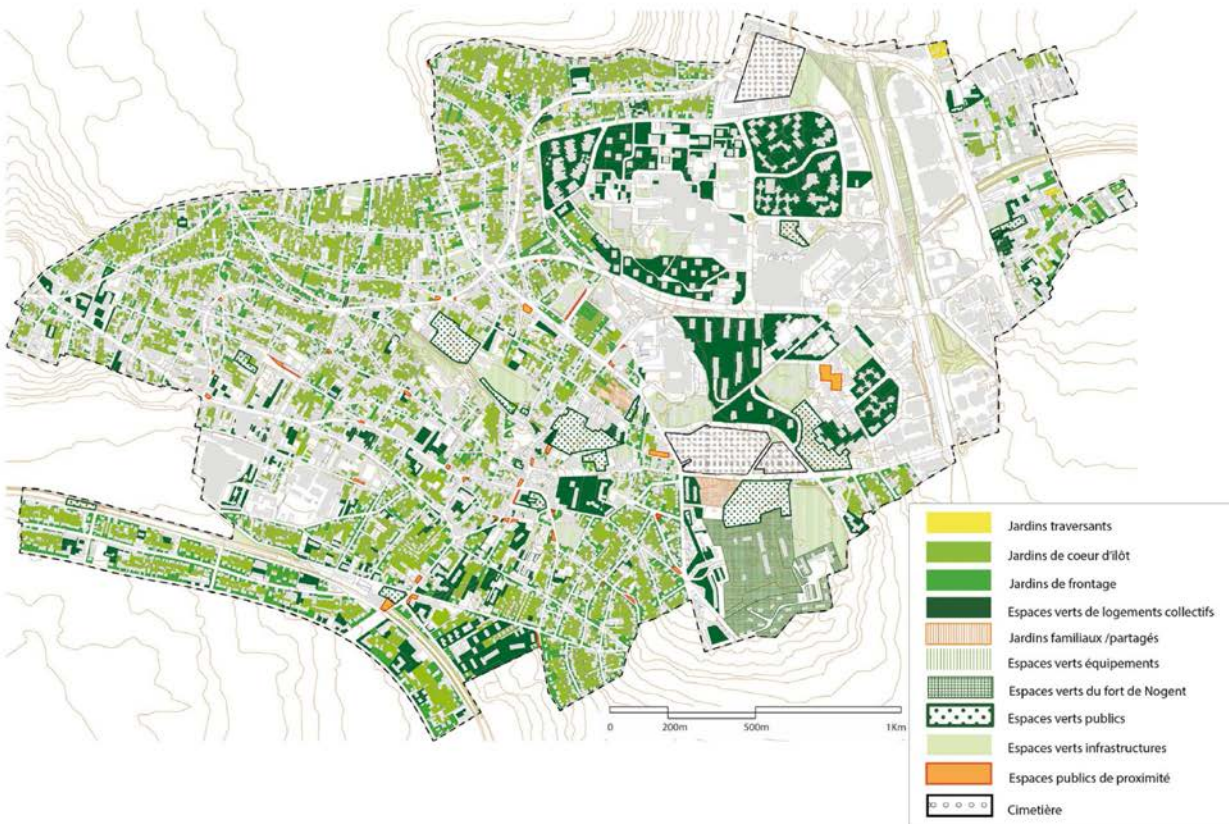 0
200m
500m
1Km
Jardins traversants
Jardins de coeur d'ilôt
Jardins de frontage
Espaces verts de logements collectifs
Jardins familiaux /partagés
Espaces verts équipements
Espaces verts du fort de Nogent
Espaces verts publics
Espaces verts infrastructures
Espaces publics de proximité
Cimetière